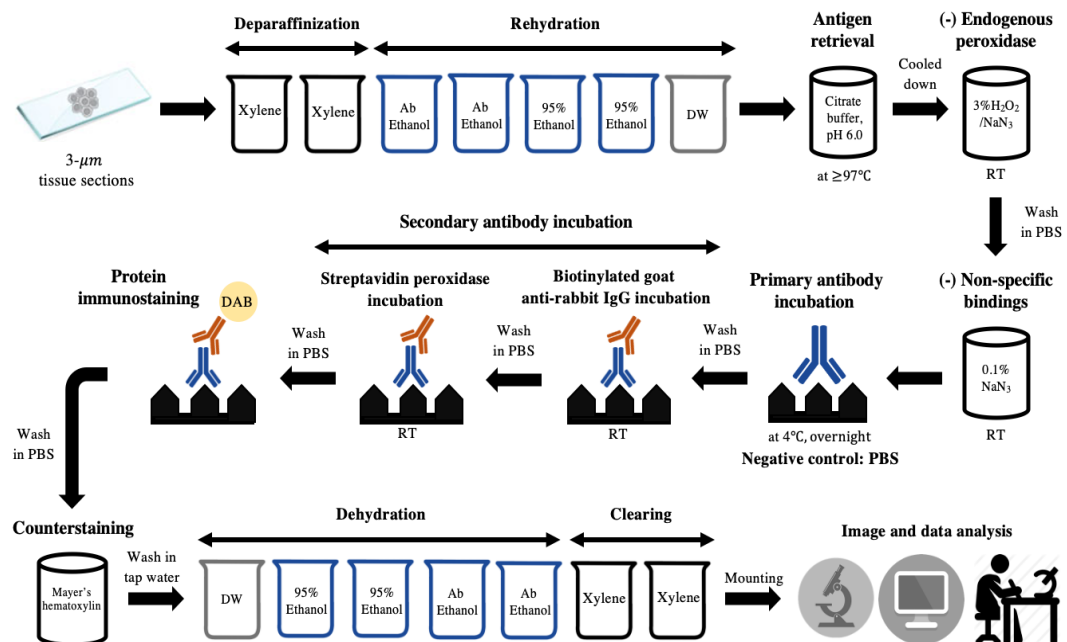 Deparaffinization
Rehydration
Antigen
retrieval
(-) Endogenous
peroxidase
3-μm
tissue sections
Xylene
Xylene
Ab
Ethanol
Ab
Ethanol
95%
Ethanol
95%
Ethanol
DW
Citrate
buffer,
pH 6.0
at ≥97°C
Cooled
down
3%H₂O₂
/NaN₃
RT
Wash
in PBS
Secondary antibody incubation
Protein
immunostaining
DAB
Wash
in PBS
Streptavidin peroxidase
incubation
RT
Wash
in PBS
Biotinylated goat
anti-rabbit IgG incubation
RT
Wash
in PBS
Primary antibody
incubation
at 4°C, overnight
Negative control: PBS
(-) Non-specific
bindings
0.1%
NaN₃
RT
Wash
in PBS
Counterstaining
Mayer's
hematoxylin
Wash in
tap water
Dehydration
DW
95%
Ethanol
95%
Ethanol
Ab
Ethanol
Ab
Ethanol
Clearing
Xylene
Xylene
Mounting
Image and data analysis